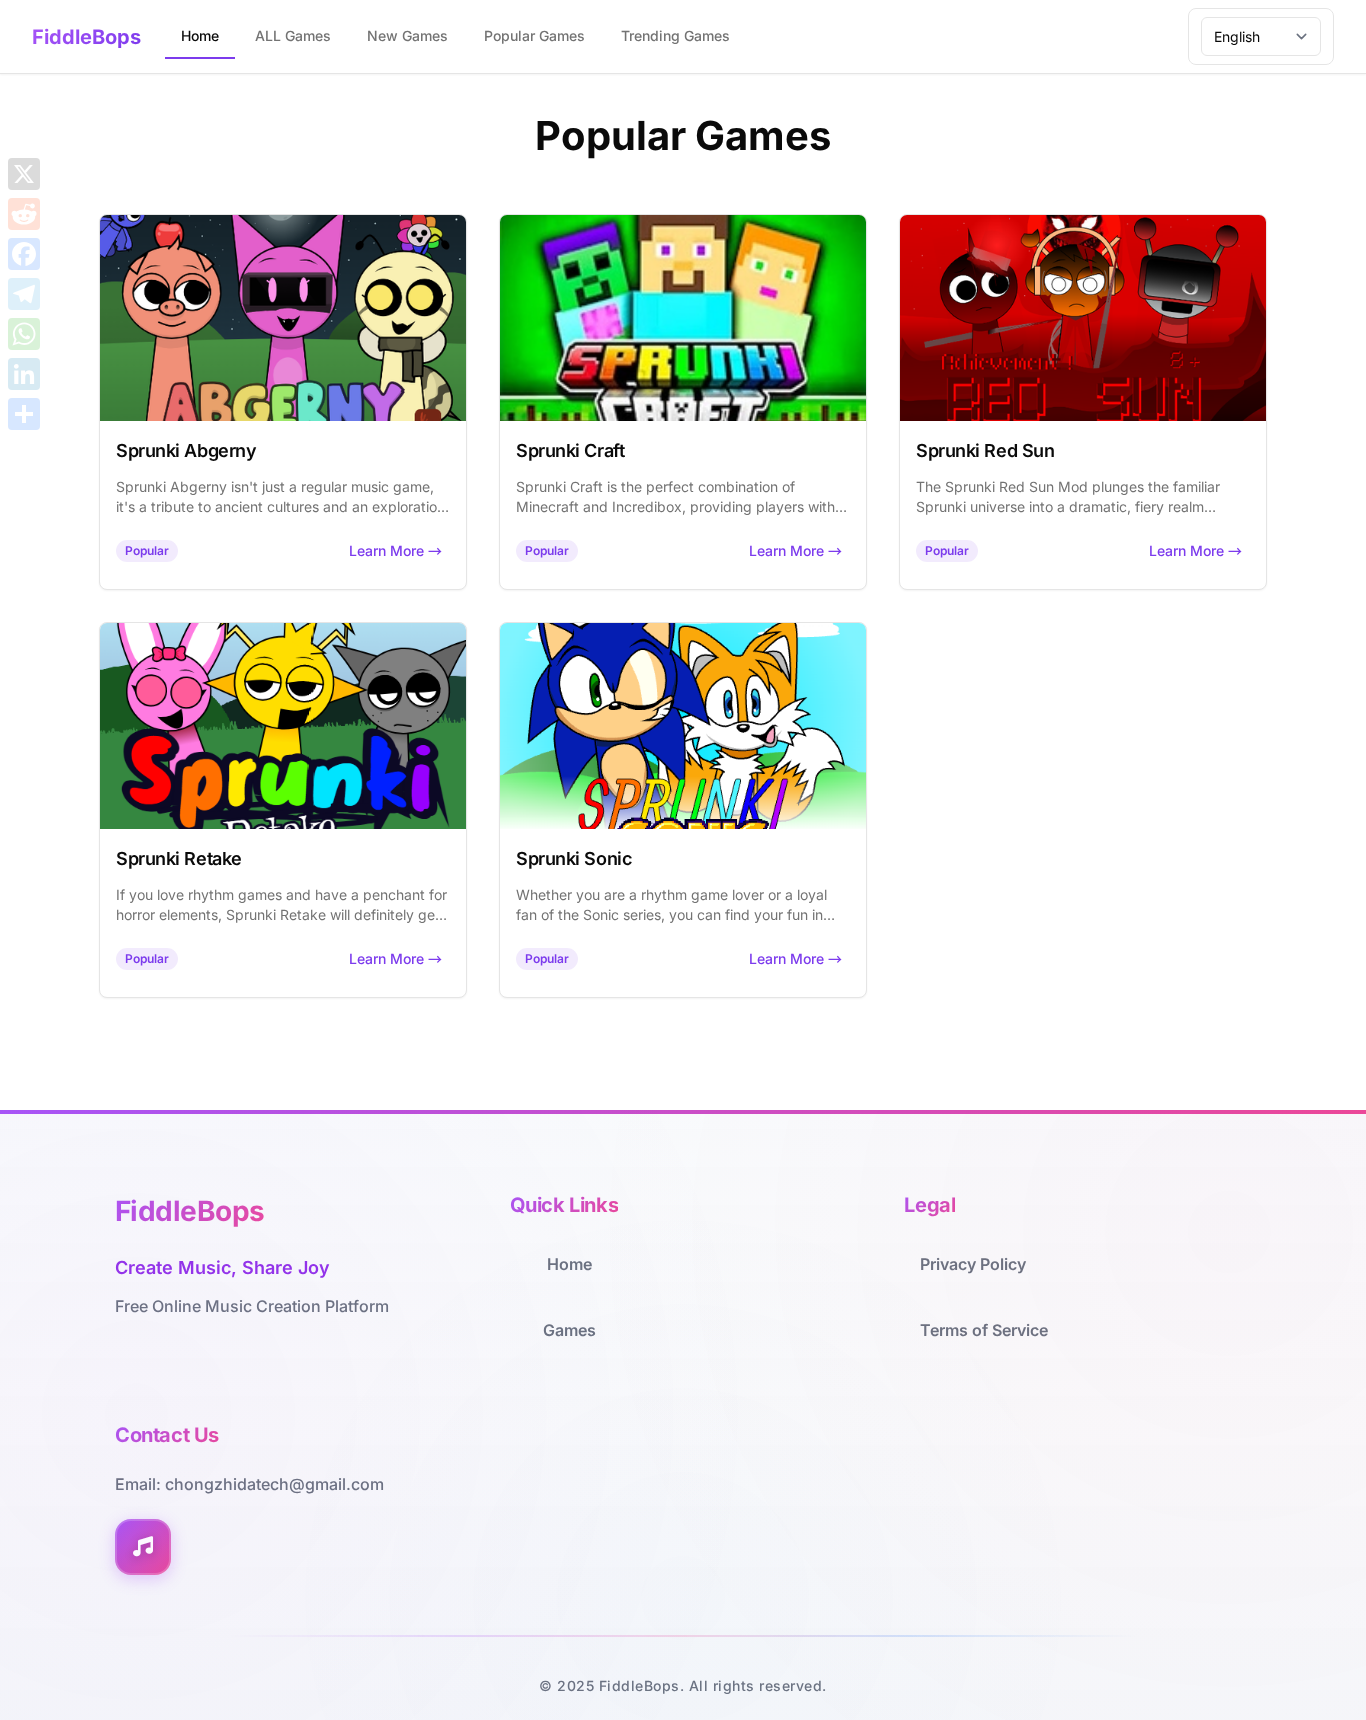 FiddleBops
Home
ALL Games
New Games
Popular Games
Trending Games
English
Popular Games
ABGERNY
Sprunki Abgerny
Sprunki Abgerny isn't just a regular music game,
it's a tribute to ancient cultures and an exploratio...
Popular
Learn More →
SPRUNKI
CRAFT
Sprunki Craft
Sprunki Craft is the perfect combination of
Minecraft and Incredibox, providing players with...
Popular
Learn More →
Achievement!
8+
RED SUN
Sprunki Red Sun
The Sprunki Red Sun Mod plunges the familiar
Sprunki universe into a dramatic, fiery realm...
Popular
Learn More →
Sprunki
Retake
Sprunki Retake
If you love rhythm games and have a penchant for
horror elements, Sprunki Retake will definitely ge...
Popular
Learn More →
SPRUNKI
SONIC
Sprunki Sonic
Whether you are a rhythm game lover or a loyal
fan of the Sonic series, you can find your fun in...
Popular
Learn More →
FiddleBops
Create Music, Share Joy
Free Online Music Creation Platform
Quick Links
Home
Games
Legal
Privacy Policy
Terms of Service
Contact Us
Email: chongzhidatech@gmail.com
© 2025 FiddleBops. All rights reserved.